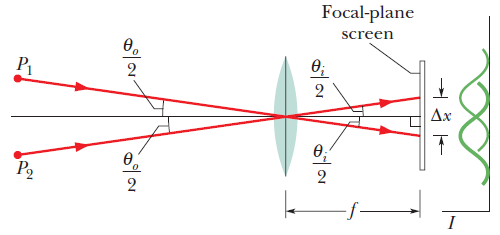 Focal-plane
screen
P₁
θₒ
2
θᵢ
2
Δx
P₂
θₒ
2
θᵢ
2
f
I